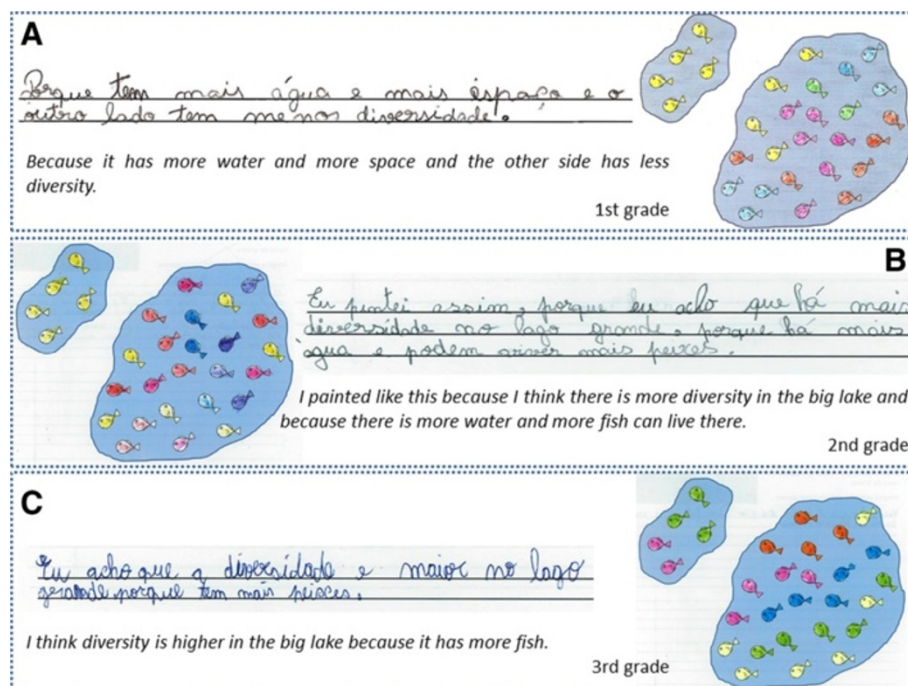 A
Porque tem mais água e mais espaço e o
outro lado tem menos diversidade.
Because it has more water and more space and the other side has less
diversity.
1st grade
B
Eu pintei assim, porque eu acho que há mais
diversidade no lago grande, porque há mais
água e podem viver mais peixes.
I painted like this because I think there is more diversity in the big lake and
because there is more water and more fish can live there.
2nd grade
C
Eu acho que a diversidade e maior no lago
grande porque tem mais peixes.
I think diversity is higher in the big lake because it has more fish.
3rd grade